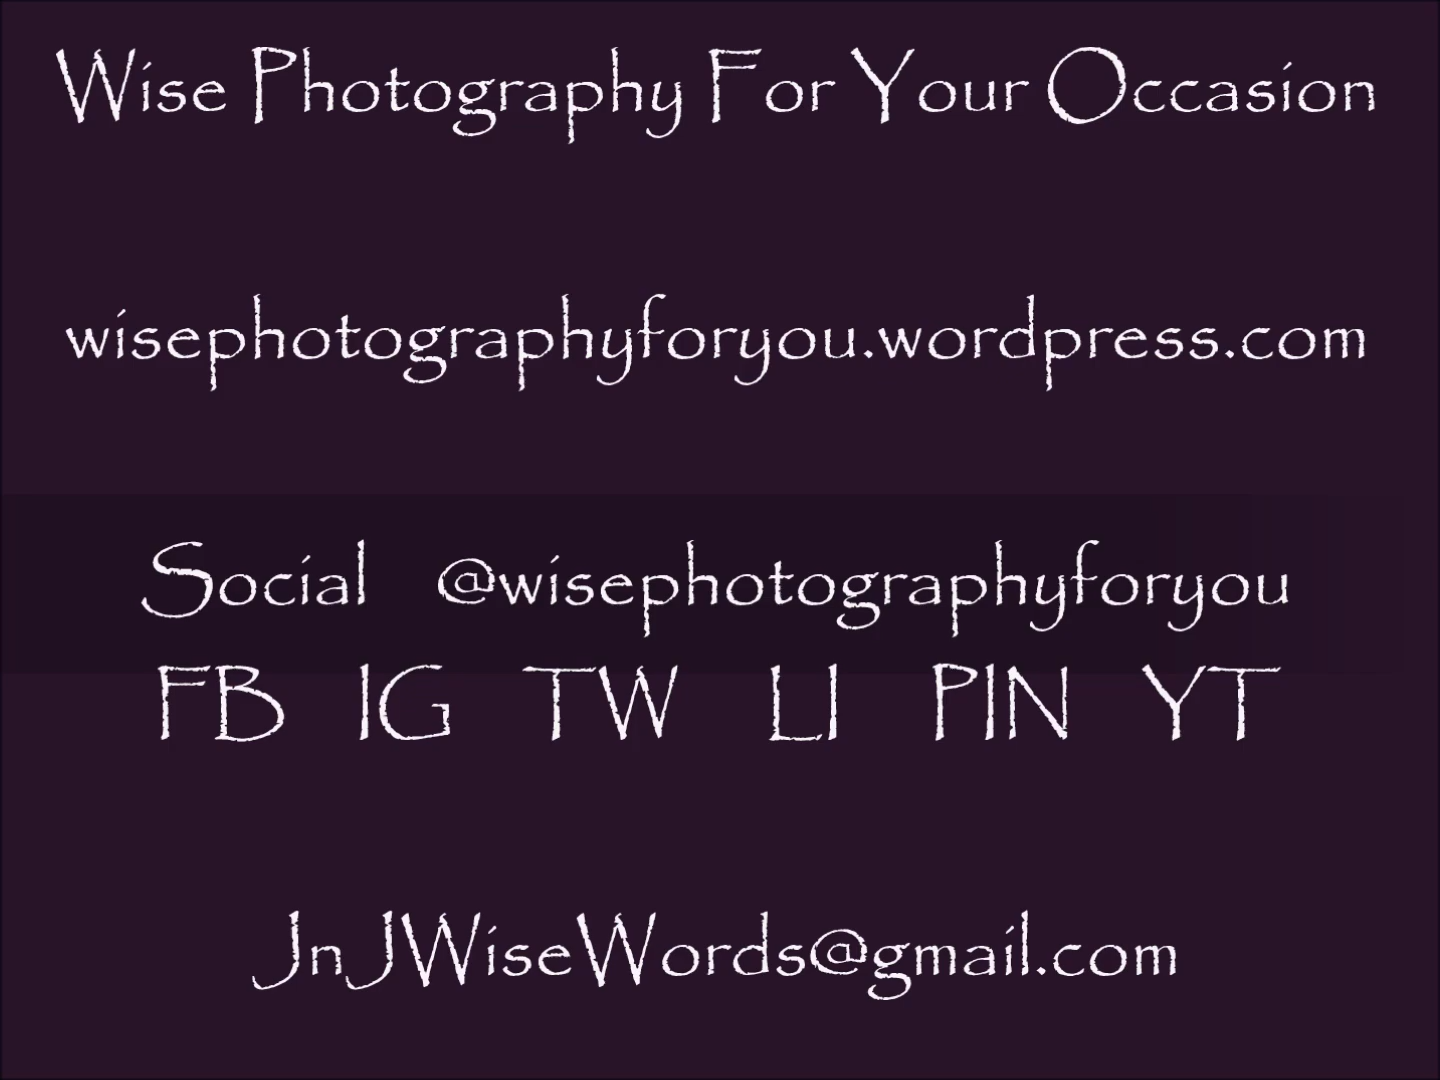 Wise Photography For Your Occasion
wisephotographyforyou.wordpress.com
Social @wisephotographyforyou
FB IG TW LI PIN YT
JnJWiseWords@gmail.com